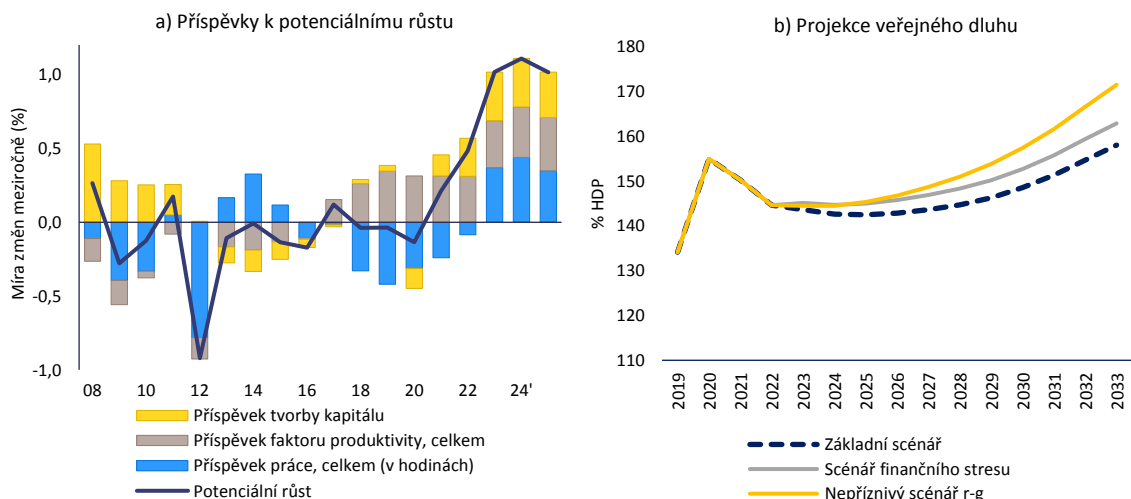 a) Příspěvky k potenciálnímu růstu
Míra změn meziročně (%)
1,0
0,5
0,0
-0,5
-1,0
08 10 12 14 16 18 20 22 24'
Příspěvek tvorby kapitálu
Příspěvek faktoru produktivity, celkem
Příspěvek práce, celkem (v hodinách)
Potenciální růst
b) Projekce veřejného dluhu
% HDP
180
170
160
150
140
130
120
110
2019 2020 2021 2022 2023 2024 2025 2026 2027 2028 2029 2030 2031 2032 2033
Základní scénář
Scénář finančního stresu
Nepříznivý scénář r-g